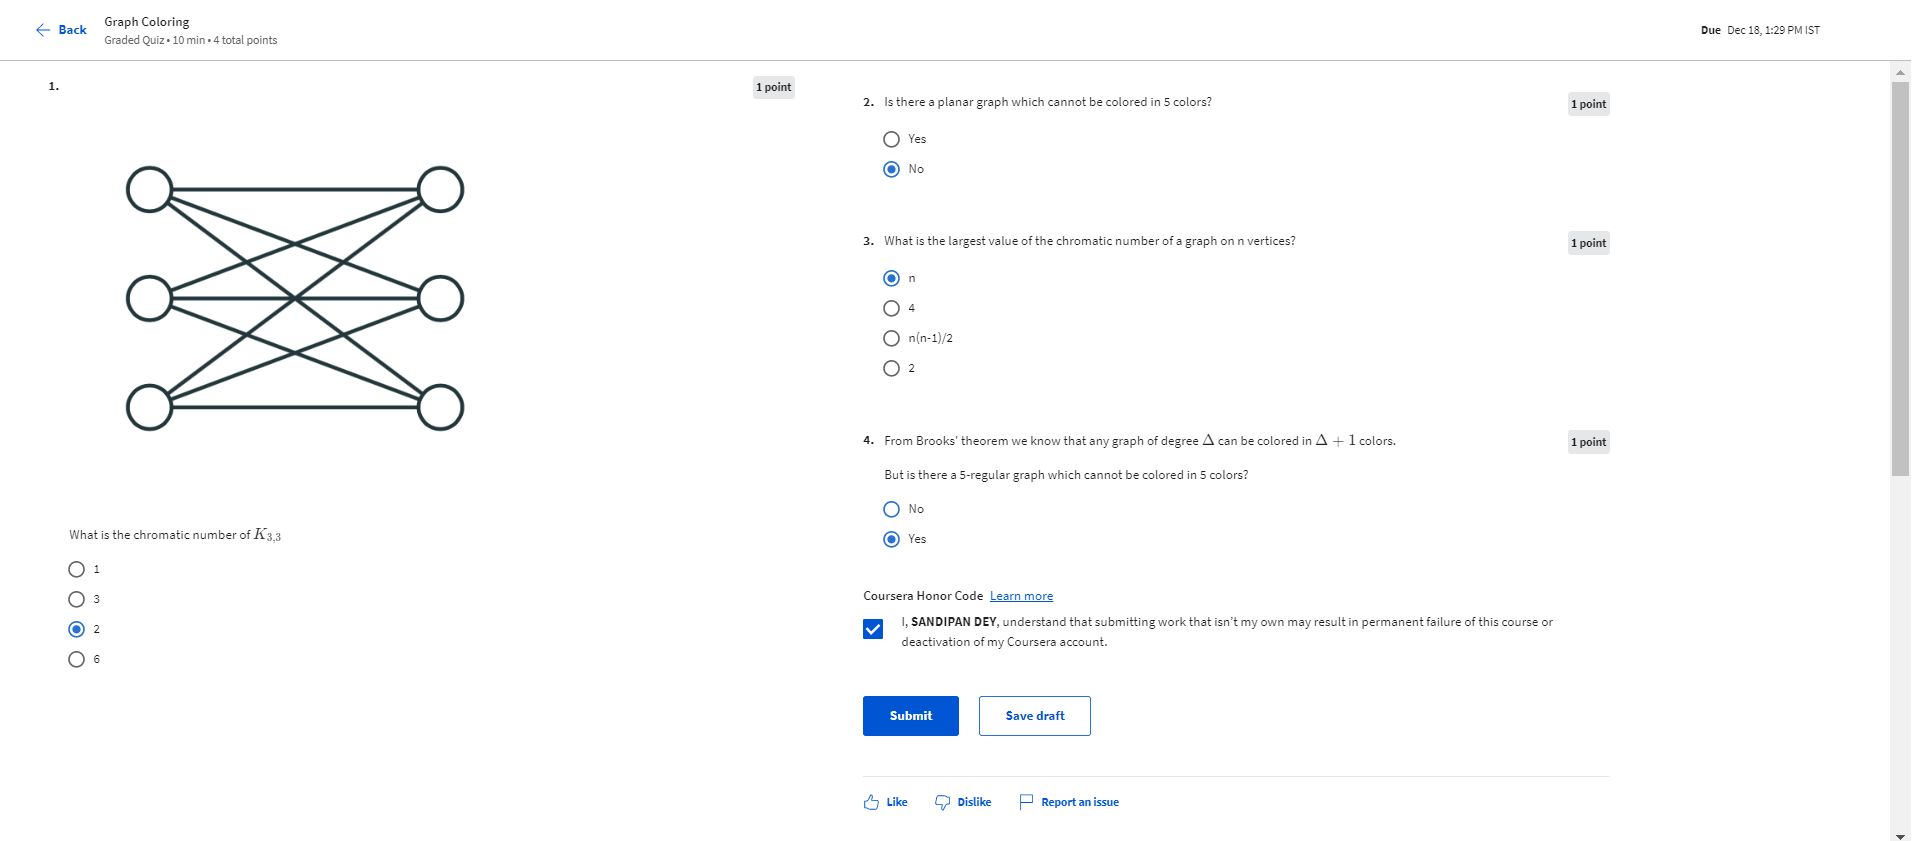 Back
Graph Coloring
Graded Quiz • 10 min • 4 total points
Due Dec 18, 1:29 PM IST
1.
1 point
What is the chromatic number of K3,3
1
3
2
6
2. Is there a planar graph which cannot be colored in 5 colors?
1 point
Yes
No
3. What is the largest value of the chromatic number of a graph on n vertices?
1 point
n
4
n(n-1)/2
2
4. From Brooks' theorem we know that any graph of degree Δ can be colored in Δ + 1 colors.
1 point
But is there a 5-regular graph which cannot be colored in 5 colors?
No
Yes
Coursera Honor Code Learn more
I, SANDIPAN DEY, understand that submitting work that isn't my own may result in permanent failure of this course or
deactivation of my Coursera account.
Submit
Save draft
Like
Dislike
Report an issue